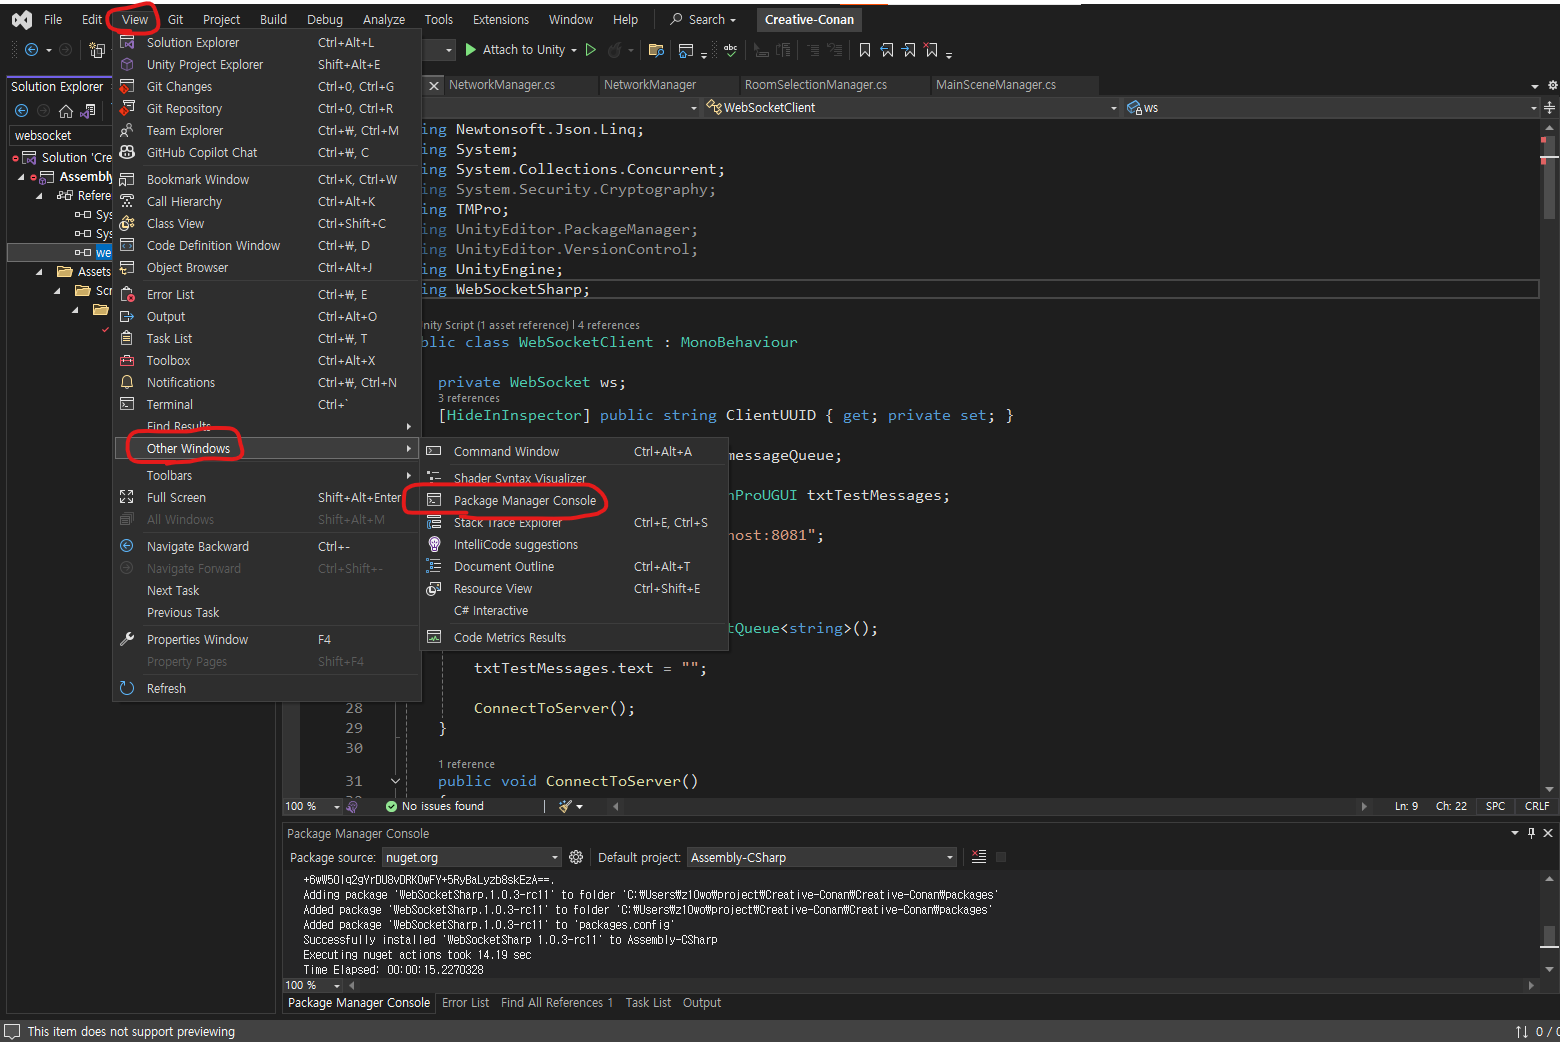 File Edit View Git Project Build Debug Analyze Tools Extensions Window Help Search Creative-Conan
Attach to Unity
Solution Explorer
websocket
Solution 'Cre
Assembly
Refere
Sys
Sys
we
Assets
Scr
Solution Explorer Ctrl+Alt+L
Unity Project Explorer Shift+Alt+E
Git Changes Ctrl+0, Ctrl+G
Git Repository Ctrl+0, Ctrl+R
Team Explorer Ctrl+₩, Ctrl+M
GitHub Copilot Chat Ctrl+₩, C
Bookmark Window Ctrl+K, Ctrl+W
Call Hierarchy Ctrl+Alt+K
Class View Ctrl+Shift+C
Code Definition Window Ctrl+₩, D
Object Browser Ctrl+Alt+J
Error List Ctrl+₩, E
Output Ctrl+Alt+O
Task List Ctrl+₩, T
Toolbox Ctrl+Alt+X
Notifications Ctrl+₩, Ctrl+N
Terminal Ctrl+`
Find Results
Other Windows
Toolbars
Full Screen Shift+Alt+Enter
All Windows Shift+Alt+M
Navigate Backward Ctrl+-
Navigate Forward Ctrl+Shift+-
Next Task
Previous Task
Properties Window F4
Property Pages Shift+F4
Refresh
Command Window Ctrl+Alt+A
Shader Syntax Visualizer
Package Manager Console
Stack Trace Explorer Ctrl+E, Ctrl+S
IntelliCode suggestions
Document Outline Ctrl+Alt+T
Resource View Ctrl+Shift+E
C# Interactive
Code Metrics Results
NetworkManager.cs NetworkManager RoomSelectionManager.cs MainSceneManager.cs
WebSocketClient ws
ing Newtonsoft.Json.Linq;
ing System;
ing System.Collections.Concurrent;
ing System.Security.Cryptography;
ing TMPro;
ing UnityEditor.PackageManager;
ing UnityEditor.VersionControl;
ing UnityEngine;
ing WebSocketSharp;
nity Script (1 asset reference) | 4 references
blic class WebSocketClient : MonoBehaviour
private WebSocket ws;
3 references
[HideInInspector] public string ClientUUID { get; private set; }
messageQueue;
nProUGUI txtTestMessages;
host:8081";
tQueue<string>();
txtTestMessages.text = "";
28 ConnectToServer();
29 }
30
1 reference
31 public void ConnectToServer()
100 % No issues found Ln: 9 Ch: 22 SPC CRLF
Package Manager Console
Package source: nuget.org Default project: Assembly-CSharp
Adding package 'WebSocketSharp.1.0.3-rc11' to folder 'C:₩Users₩z10wo₩project₩Creative-Conan₩Creative-Conan₩packages'
Added package 'WebSocketSharp.1.0.3-rc11' to folder 'C:₩Users₩z10wo₩project₩Creative-Conan₩Creative-Conan₩packages'
Added package 'WebSocketSharp.1.0.3-rc11' to 'packages.config'
Successfully installed 'WebSocketSharp 1.0.3-rc11' to Assembly-CSharp
Executing nuget actions took 14.19 sec
Time Elapsed: 00:00:15.2270328
100 %
Package Manager Console Error List Find All References 1 Task List Output
This item does not support previewing 0 / 0